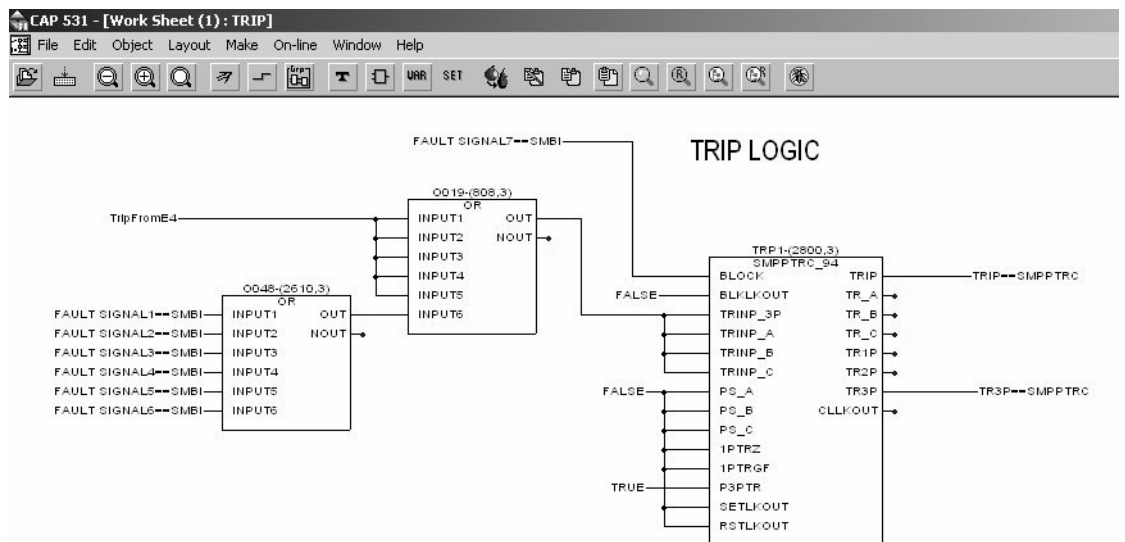 CAP 531 - [Work Sheet (1) : TRIP]
File Edit Object Layout Make On-line Window Help
T VAR SET R
FAULT SIGNAL7==SMBI
TRIP LOGIC
O019-(808,3)
OR
TripFromE4
INPUT1 OUT
INPUT2 NOUT
INPUT3
INPUT4
INPUT5
INPUT6
O048-(2610,3)
OR
FAULT SIGNAL1==SMBI INPUT1 OUT
FAULT SIGNAL2==SMBI INPUT2 NOUT
FAULT SIGNAL3==SMBI INPUT3
FAULT SIGNAL4==SMBI INPUT4
FAULT SIGNAL5==SMBI INPUT5
FAULT SIGNAL6==SMBI INPUT6
TRP1-(2800,3)
SMPPTRC_94
BLOCK TRIP TRIP==SMPPTRC
FALSE BLKLKOUT TR_A
TRINP_3P TR_B
TRINP_A TR_C
TRINP_B TR1P
TRINP_C TR2P
FALSE PS_A TR3P TR3P==SMPPTRC
PS_B CLLKOUT
PS_C
1PTRZ
1PTRGF
TRUE P3PTR
SETLKOUT
RSTLKOUT